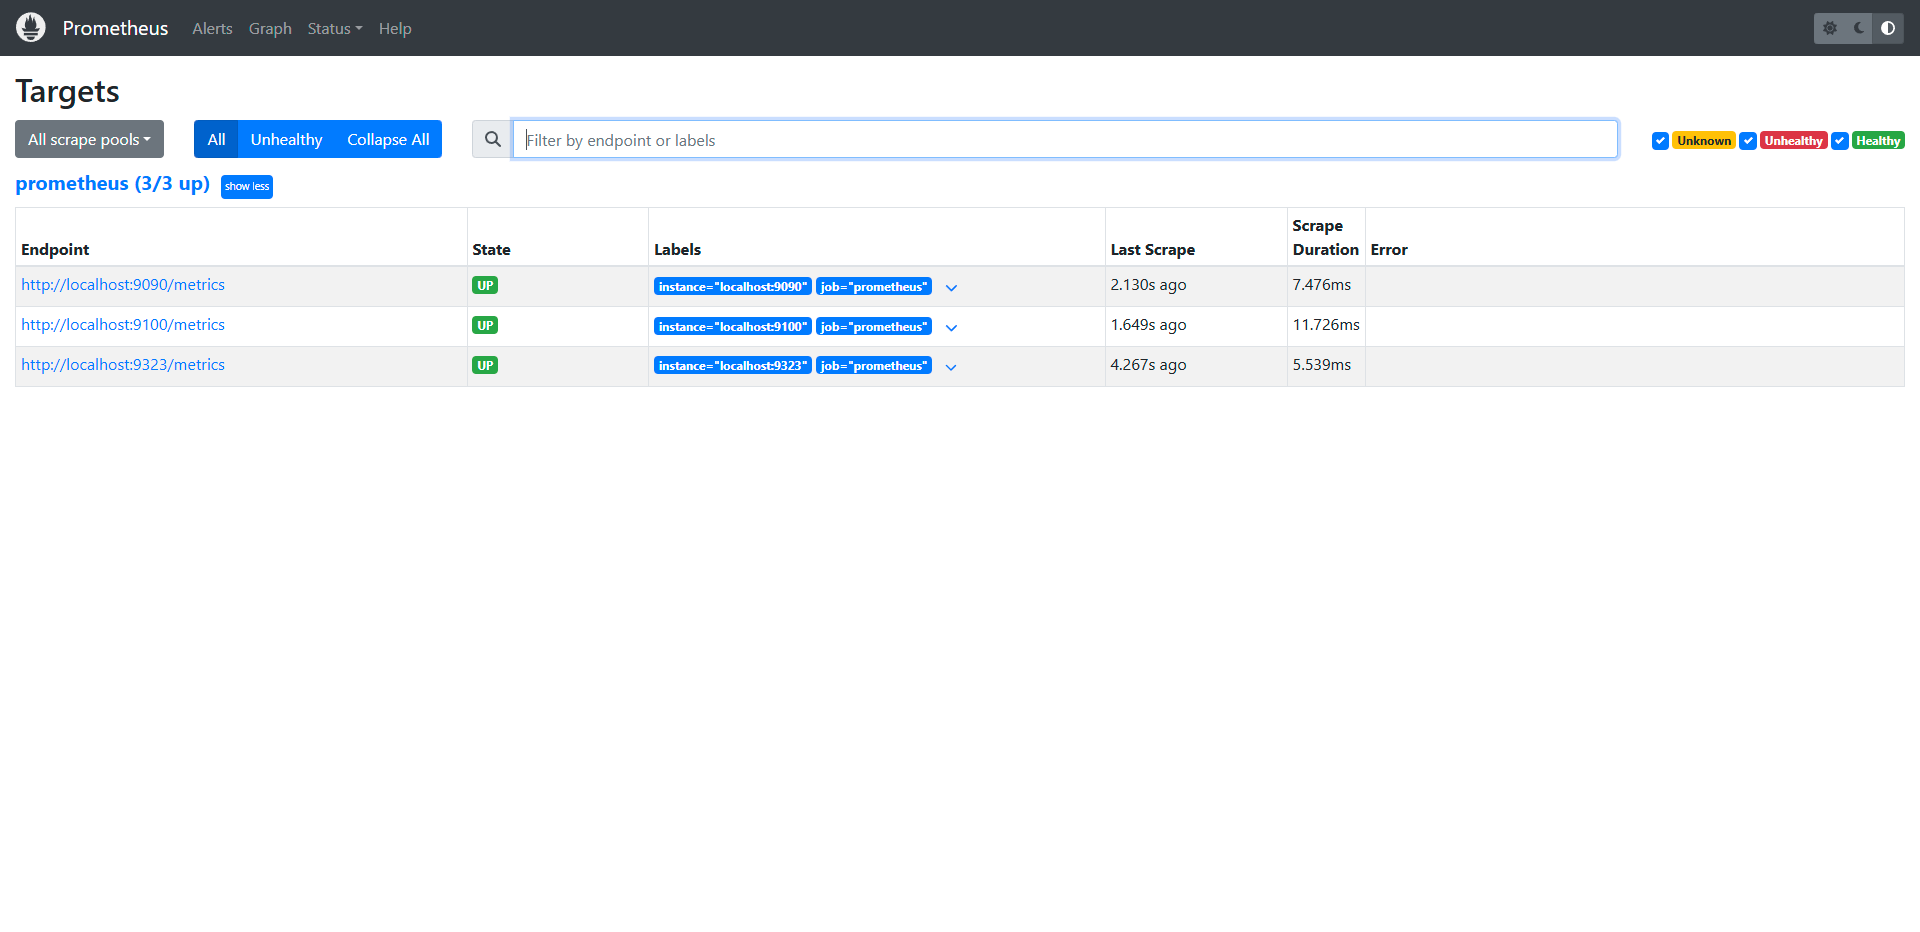 Prometheus Alerts Graph Status Help
Targets
All scrape pools All Unhealthy Collapse All Filter by endpoint or labels Unknown Unhealthy Healthy
prometheus (3/3 up) show less
Endpoint State Labels Last Scrape Scrape Duration Error
http://localhost:9090/metrics UP instance="localhost:9090" job="prometheus" 2.130s ago 7.476ms
http://localhost:9100/metrics UP instance="localhost:9100" job="prometheus" 1.649s ago 11.726ms
http://localhost:9323/metrics UP instance="localhost:9323" job="prometheus" 4.267s ago 5.539ms